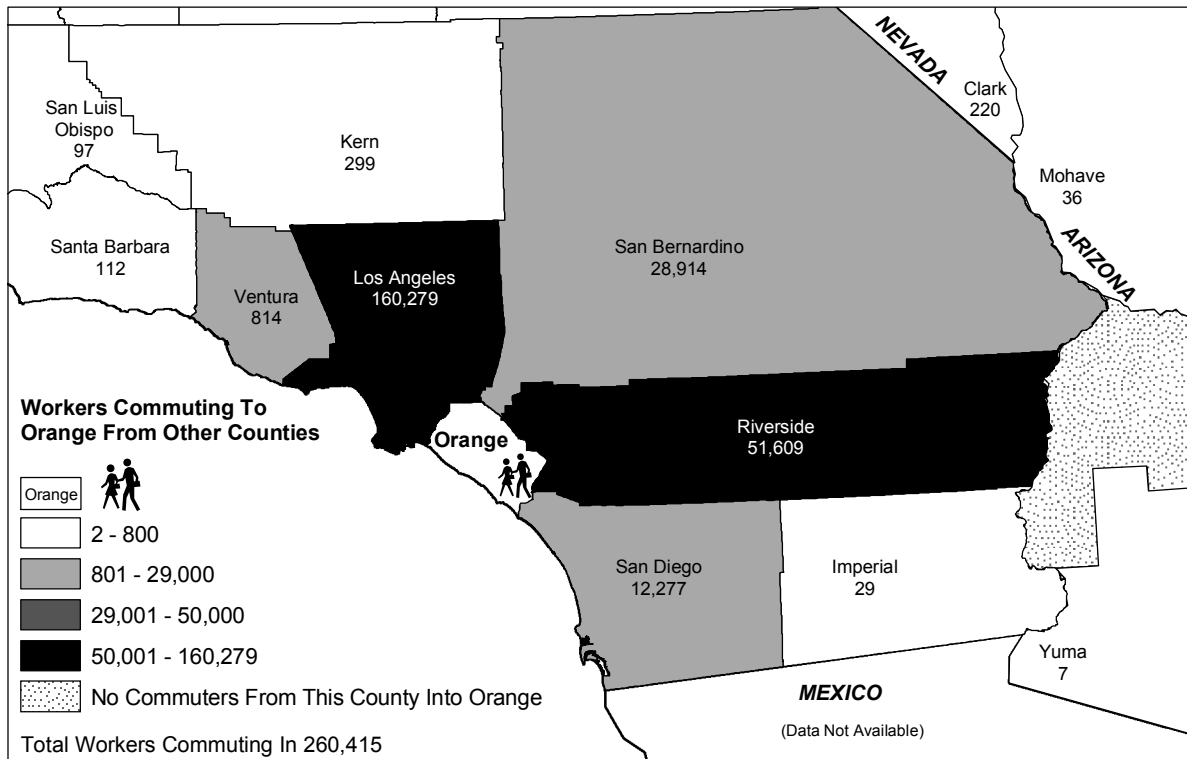 NEVADA
Clark
220
San Luis
Obispo
97
Kern
299
Mohave
36
ARIZONA
Santa Barbara
112
Ventura
814
Los Angeles
160,279
San Bernardino
28,914
Orange
Riverside
51,609
San Diego
12,277
Imperial
29
Yuma
7
MEXICO
(Data Not Available)
Workers Commuting To
Orange From Other Counties
Orange
2 - 800
801 - 29,000
29,001 - 50,000
50,001 - 160,279
No Commuters From This County Into Orange
Total Workers Commuting In 260,415